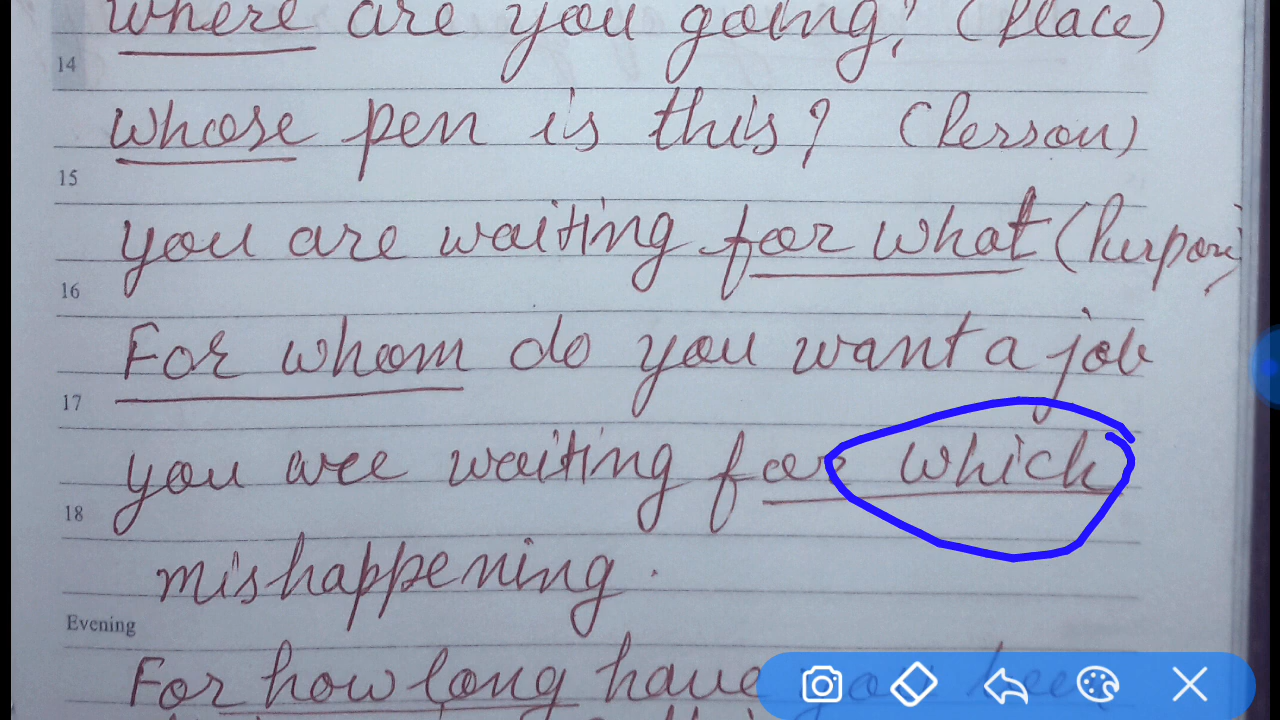 where are you going? (Place)
14
whose pen is this? (Person)
15
you are waiting for what (Purpose)
16
For whom do you want a job
17
you are waiting for which
18
mishappening.
Evening
For how long have you been